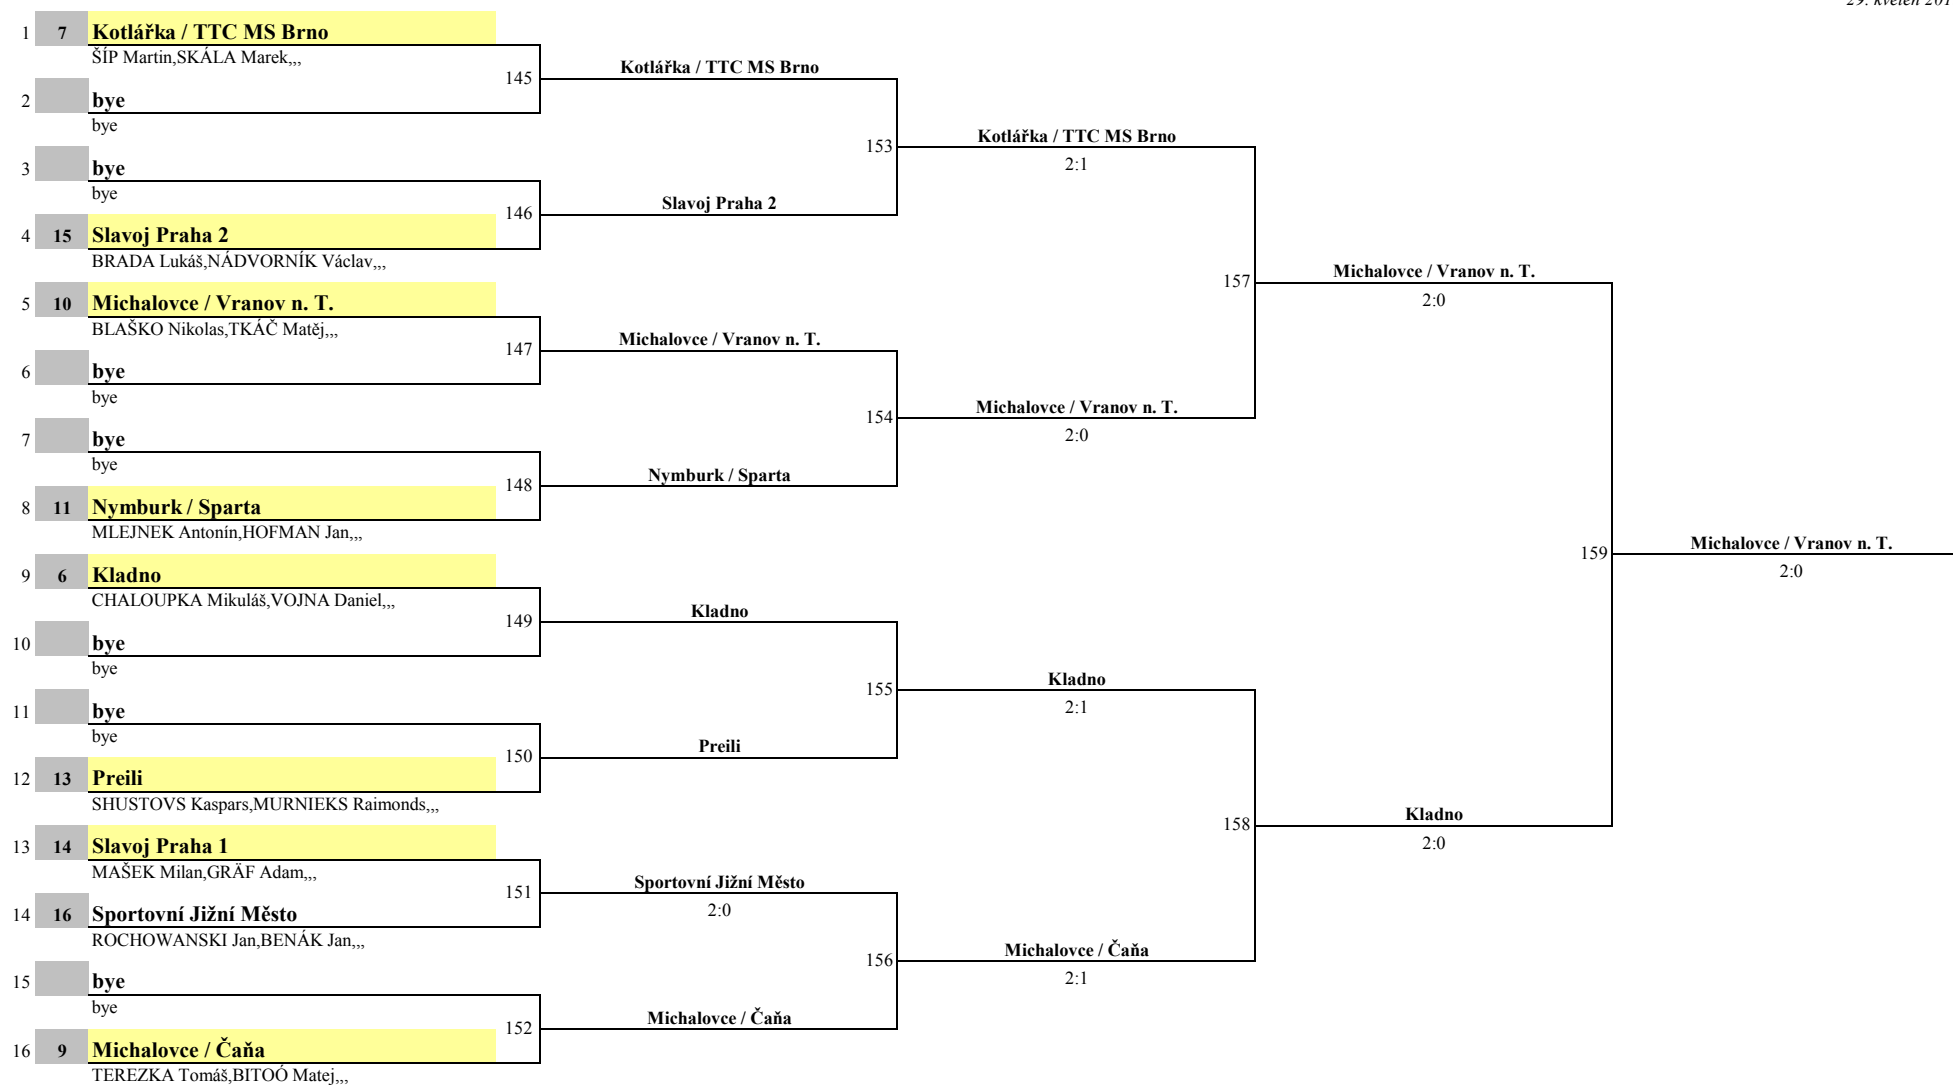 29. květen 201
1 7 Kotlářka / TTC MS Brno
ŠÍP Martin,SKÁLA Marek,,,
145
Kotlářka / TTC MS Brno
2 bye
bye
153
Kotlářka / TTC MS Brno
2:1
3 bye
bye
146
Slavoj Praha 2
4 15 Slavoj Praha 2
BRADA Lukáš,NÁDVORNÍK Václav,,,
157
Michalovce / Vranov n. T.
2:0
5 10 Michalovce / Vranov n. T.
BLAŠKO Nikolas,TKÁČ Matěj,,,
147
Michalovce / Vranov n. T.
6 bye
bye
154
Michalovce / Vranov n. T.
2:0
7 bye
bye
148
Nymburk / Sparta
8 11 Nymburk / Sparta
MLEJNEK Antonín,HOFMAN Jan,,,
159
Michalovce / Vranov n. T.
2:0
9 6 Kladno
CHALOUPKA Mikuláš,VOJNA Daniel,,,
149
Kladno
10 bye
bye
155
Kladno
2:1
11 bye
bye
150
Preili
12 13 Preili
SHUSTOVS Kaspars,MURNIEKS Raimonds,,,
158
Kladno
2:0
13 14 Slavoj Praha 1
MAŠEK Milan,GRÄF Adam,,,
151
Sportovní Jižní Město
2:0
14 16 Sportovní Jižní Město
ROCHOWANSKI Jan,BENÁK Jan,,,
156
Michalovce / Čaňa
2:1
15 bye
bye
152
Michalovce / Čaňa
16 9 Michalovce / Čaňa
TEREZKA Tomáš,BITOÓ Matej,,,